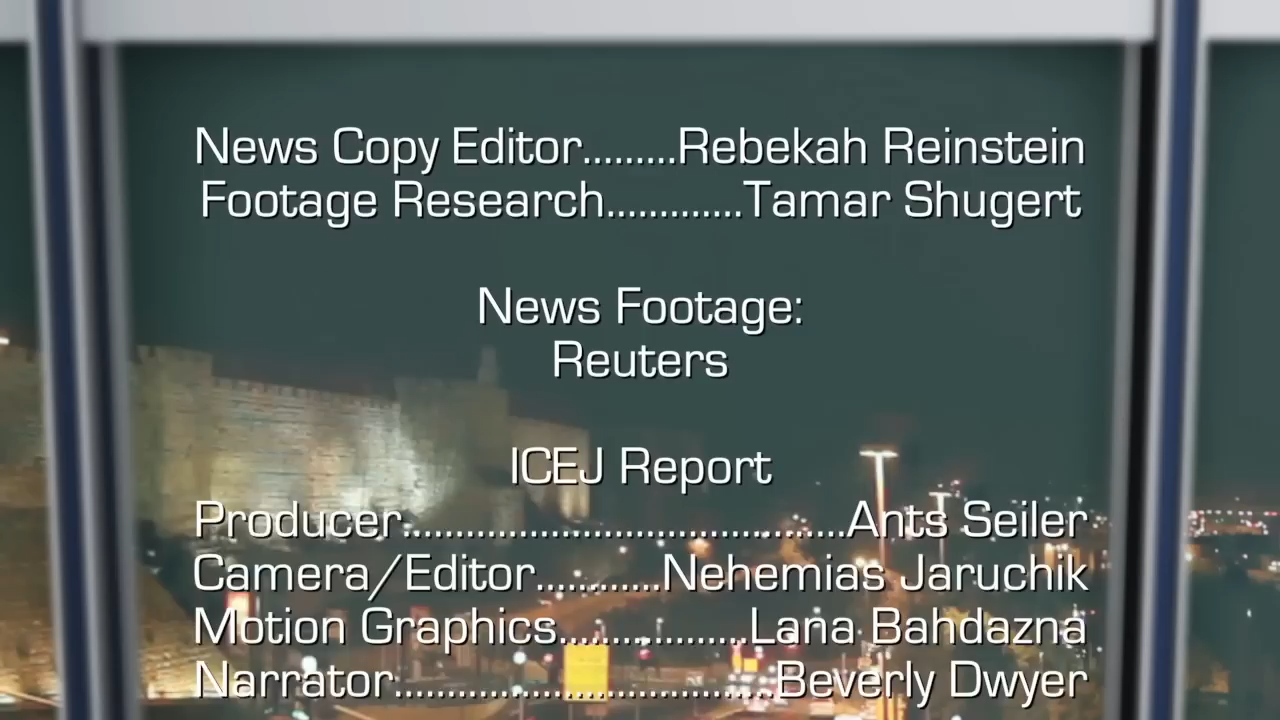 News Copy Editor.........Rebekah Reinstein
Footage Research.............Tamar Shugert
News Footage:
Reuters
ICEJ Report
Producer:.........................................Ants Seiler
Camera/Editor............Nehemias Jaruchik
Motion Graphics..................Lana Bahdazna
Narrator.....................................Beverly Dwyer